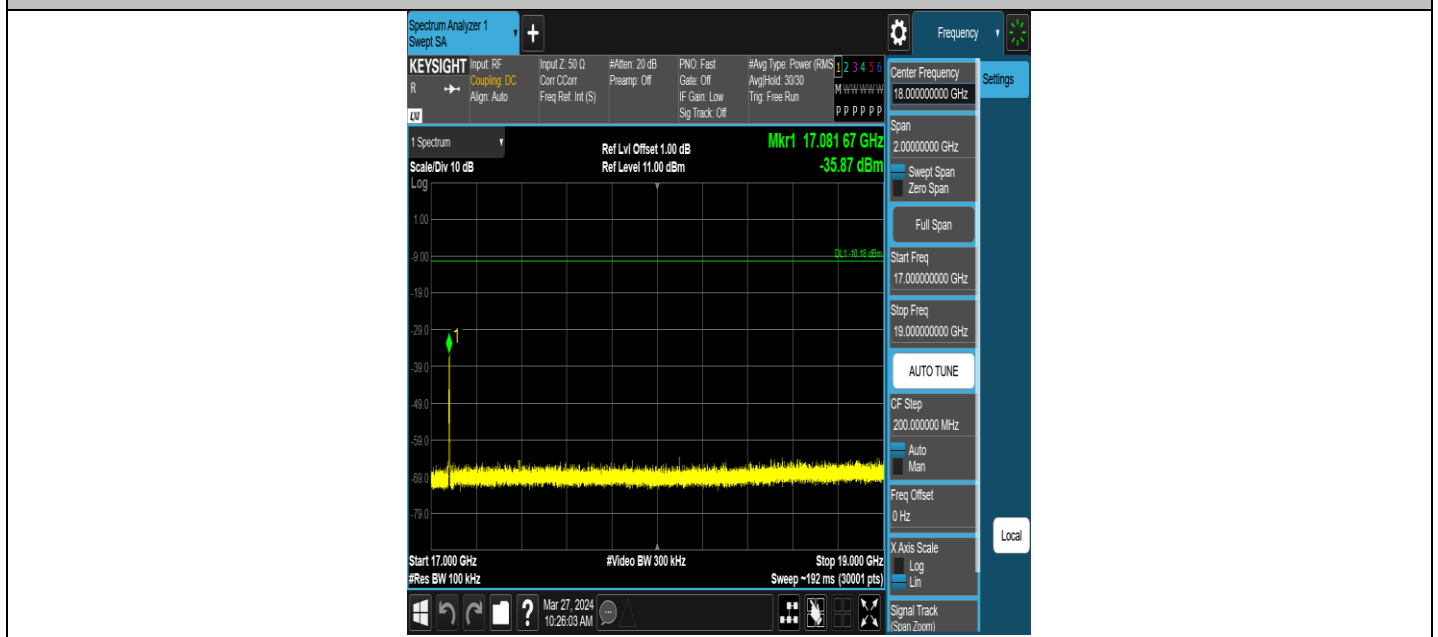 Spectrum Analyzer 1
Swept SA
+
Frequency
KEYSIGHT
R
LXI
Input: RF
Coupling: DC
Align: Auto
Input Z: 50 Ω
Corr CCorr
Freq Ref: Int (S)
#Atten: 20 dB
Preamp: Off
PNO: Fast
Gate: Off
IF Gain: Low
Sig Track: Off
#Avg Type: Power (RMS
Avg|Hold: 30/30
Trig: Free Run
1 2 3 4 5 6
M W W W W W
P P P P P P
1 Spectrum
Scale/Div 10 dB
Log
Ref Lvl Offset 1.00 dB
Ref Level 11.00 dBm
Mkr1 17.081 67 GHz
-35.87 dBm
1.00
-9.00
DL1 -10.18 dBm
-19.0
-29.0
1
-39.0
-49.0
-59.0
-69.0
-79.0
Start 17.000 GHz
#Res BW 100 kHz
#Video BW 300 kHz
Stop 19.000 GHz
Sweep ~192 ms (30001 pts)
Center Frequency
18.00000000 GHz
Settings
Span
2.00000000 GHz
Swept Span
Zero Span
Full Span
Start Freq
17.000000000 GHz
Stop Freq
19.000000000 GHz
AUTO TUNE
CF Step
200.000000 MHz
Auto
Man
Freq Offset
0 Hz
X Axis Scale
Log
Lin
Local
Signal Track
(Span Zoom)
?
Mar 27, 2024
10:26:03 AM